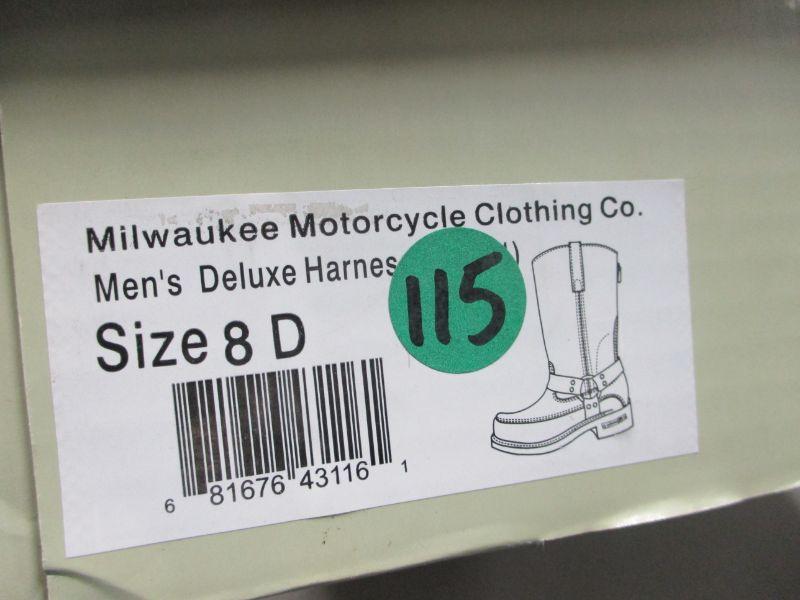 Milwaukee Motorcycle Clothing Co.
Men's Deluxe Harnes
115
Size 8 D
6 81676 43116 1